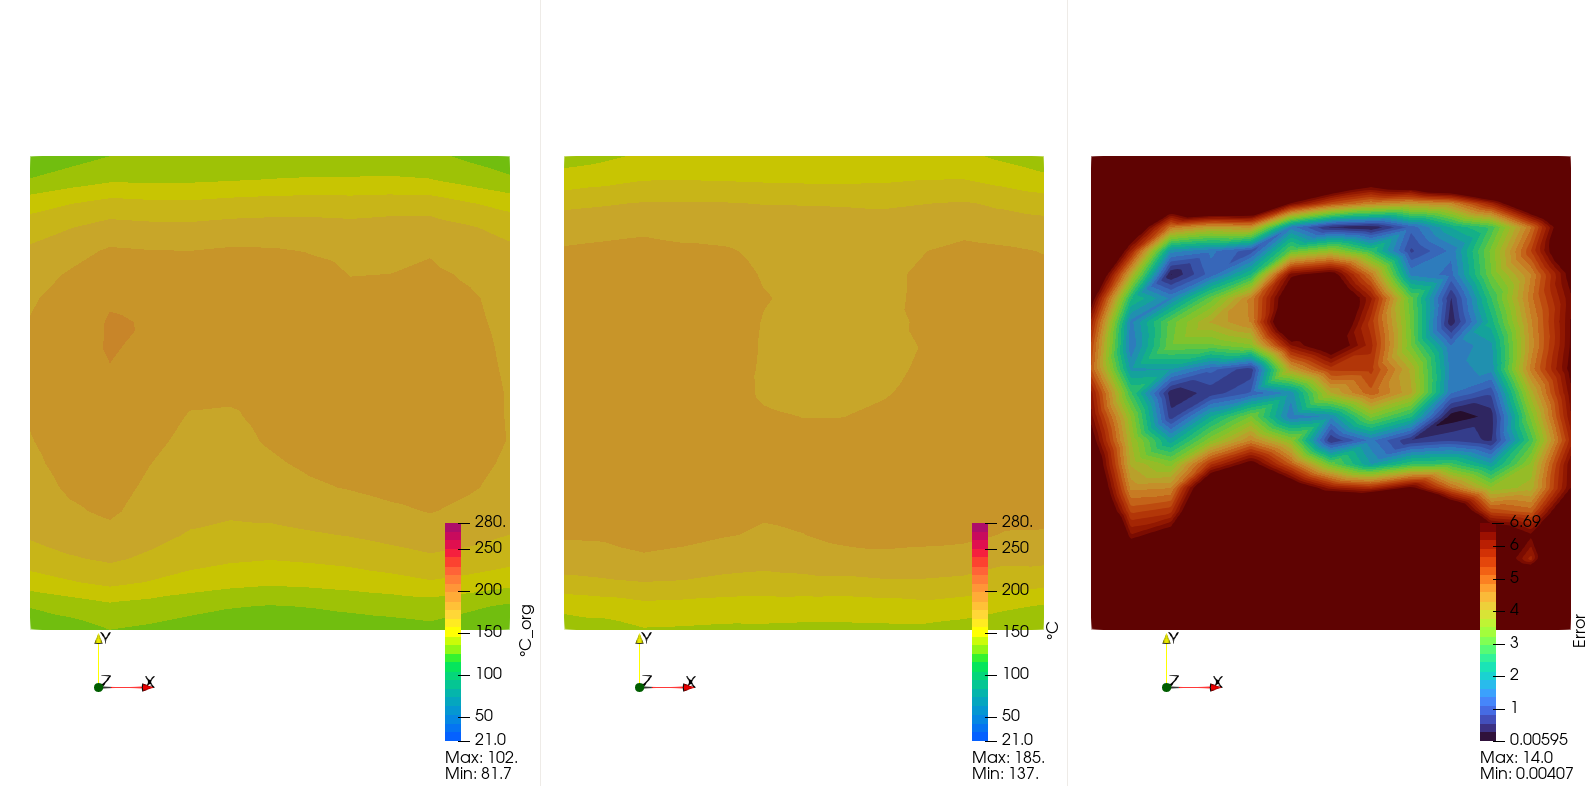 280.
250
200
150
100
50
21.0
°C_org
Max: 102.
Min: 81.7
Y
Z
X
280.
250
200
150
100
50
21.0
°C
Max: 185.
Min: 137.
Y
Z
X
6.69
6
5
4
3
2
1
0.00595
Error
Max: 14.0
Min: 0.00407
Y
Z
X